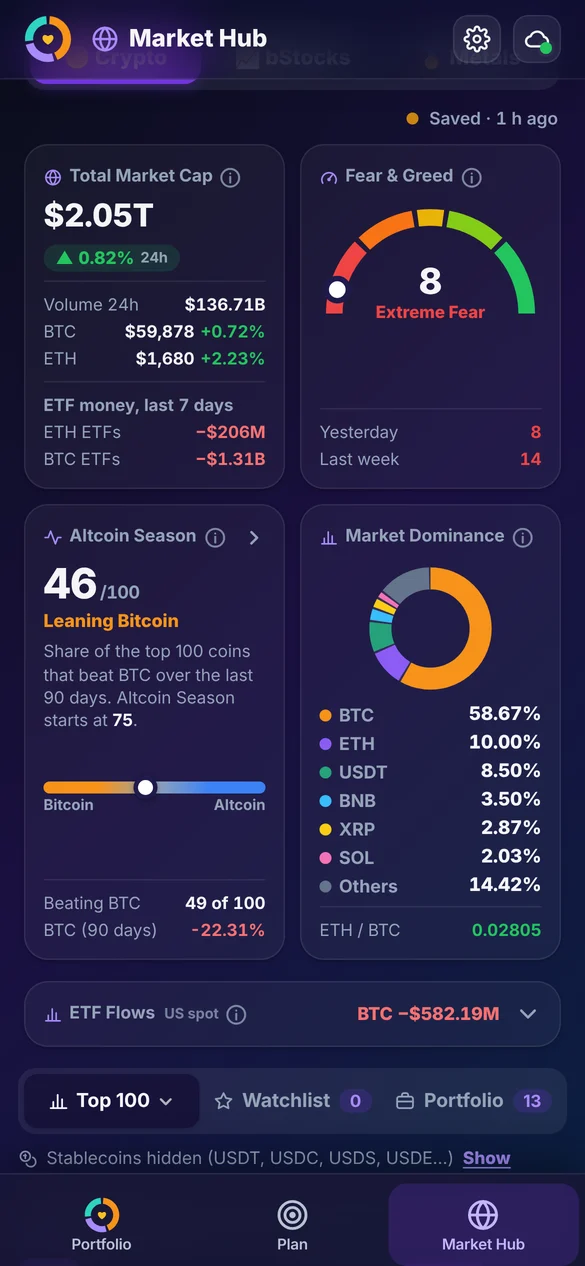 Market Hub
Crypto
bStocks
Metals
Saved · 1 h ago
Total Market Cap
$2.05T
▲ 0.82% 24h
Volume 24h $136.71B
BTC $59,878 +0.72%
ETH $1,680 +2.23%
ETF money, last 7 days
ETH ETFs −$206M
BTC ETFs −$1.31B
Fear & Greed
8
Extreme Fear
Yesterday 8
Last week 14
Altcoin Season
46/100
Leaning Bitcoin
Share of the top 100 coins
that beat BTC over the last
90 days. Altcoin Season
starts at 75.
Bitcoin Altcoin
Beating BTC 49 of 100
BTC (90 days) -22.31%
Market Dominance
BTC 58.67%
ETH 10.00%
USDT 8.50%
BNB 3.50%
XRP 2.87%
SOL 2.03%
Others 14.42%
ETH / BTC 0.02805
ETF Flows US spot BTC −$582.19M
Top 100 Watchlist 0 Portfolio 13
Stablecoins hidden (USDT, USDC, USDS, USDE...) Show
Portfolio Plan Market Hub